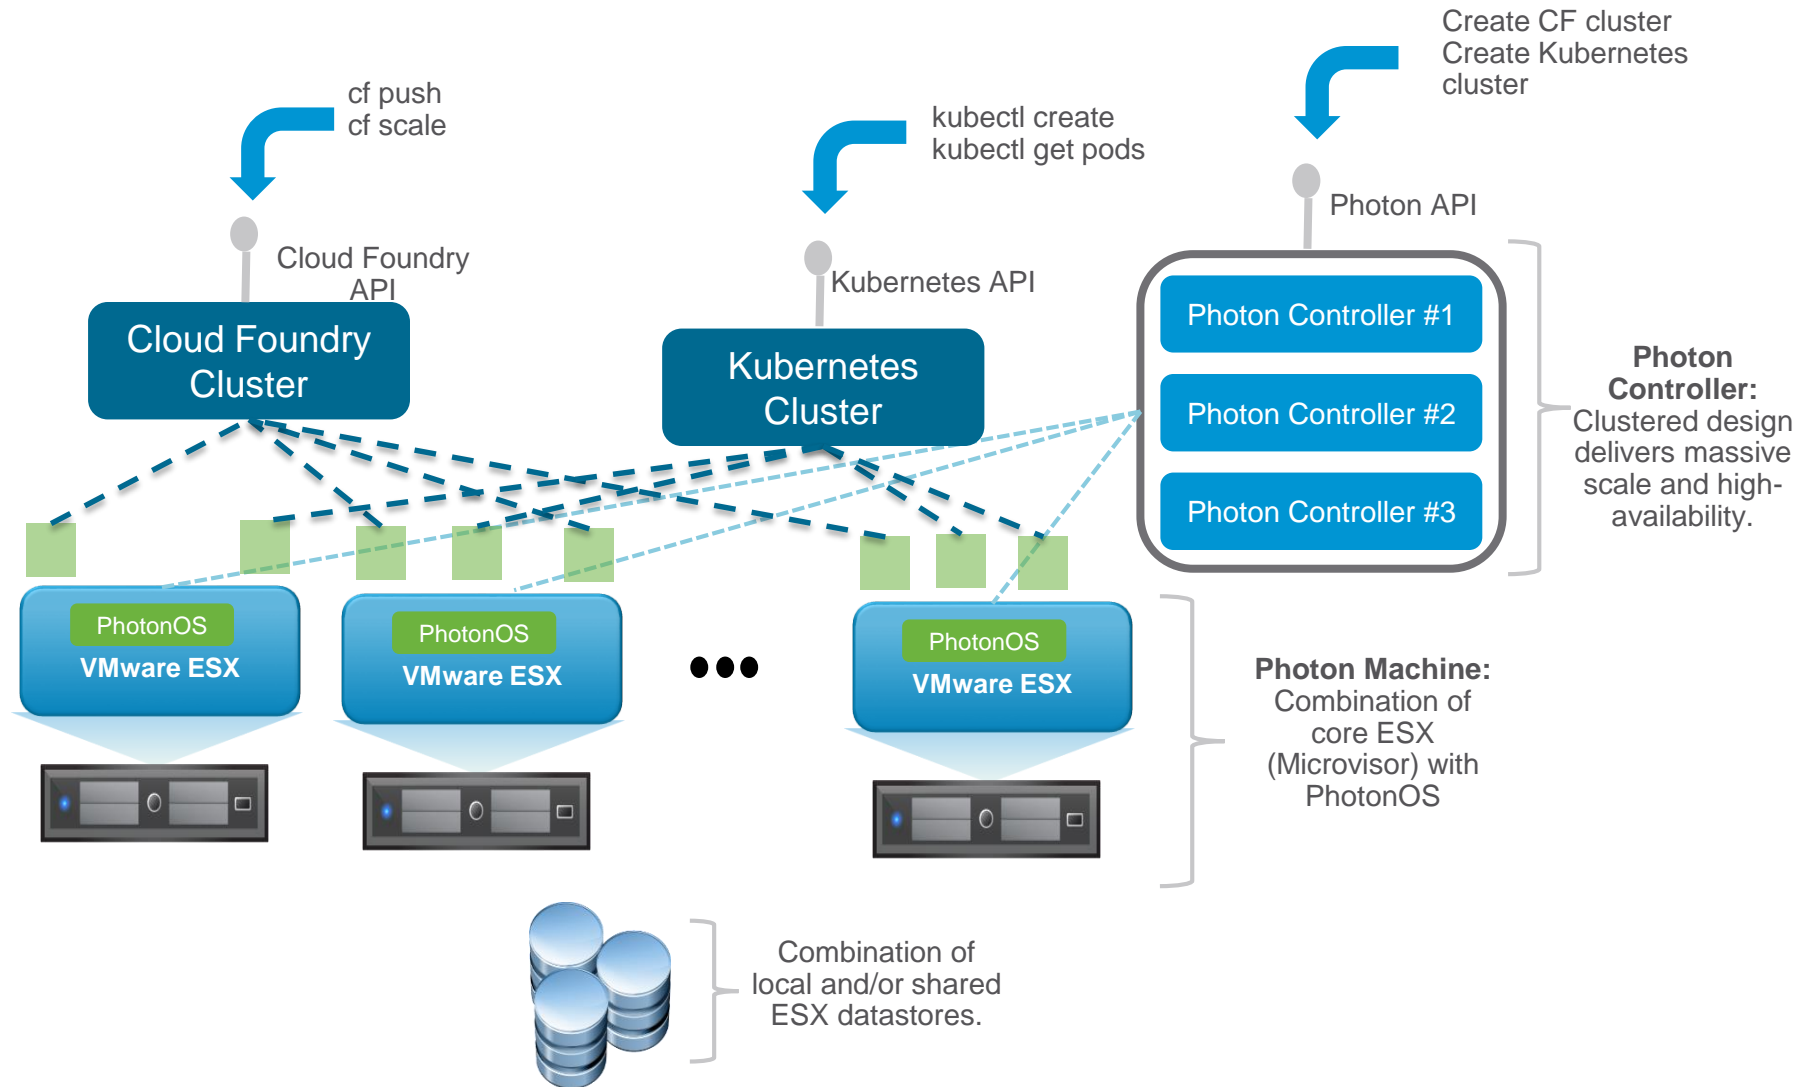 Create CF cluster
Create Kubernetes
cluster
cf push
cf scale
kubectl create
kubectl get pods
Photon API
Cloud Foundry
API
Kubernetes API
Cloud Foundry
Cluster
Kubernetes
Cluster
Photon Controller #1
Photon Controller #2
Photon Controller #3
Photon
Controller:
Clustered design
delivers massive
scale and high-
availability.
PhotonOS
VMware ESX
PhotonOS
VMware ESX
PhotonOS
VMware ESX
Photon Machine:
Combination of
core ESX
(Microvisor) with
PhotonOS
Combination of
local and/or shared
ESX datastores.